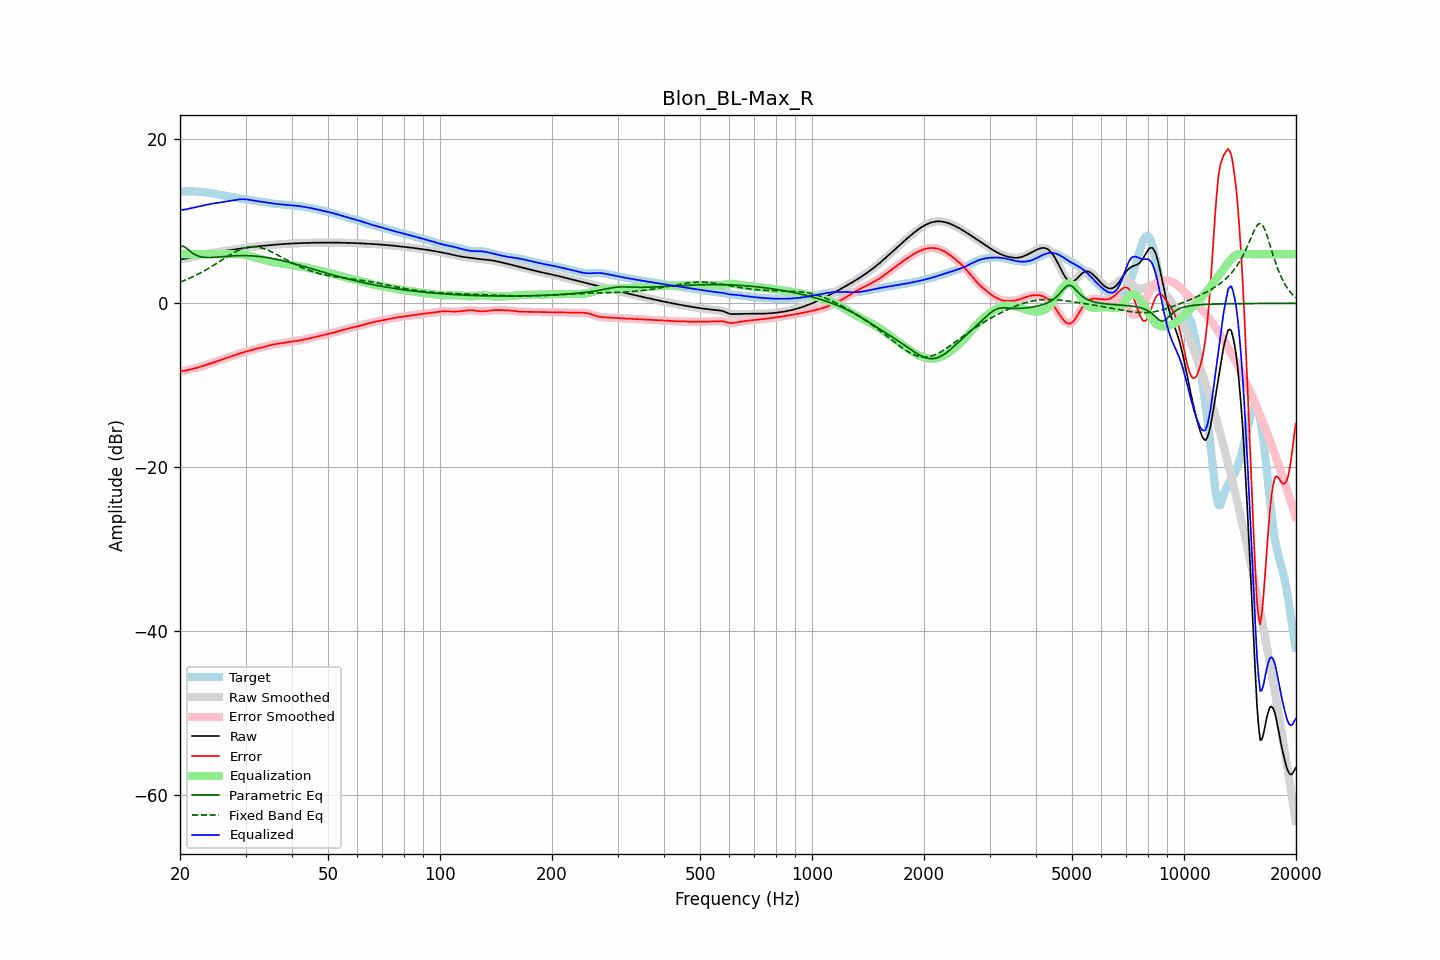 Blon_BL-Max_R
20
0
−20
−40
−60
Amplitude (dBr)
Target
Raw Smoothed
Error Smoothed
Raw
Error
Equalization
Parametric Eq
Fixed Band Eq
Equalized
20 50 100 200 500 1000 2000 5000 10000 20000
Frequency (Hz)